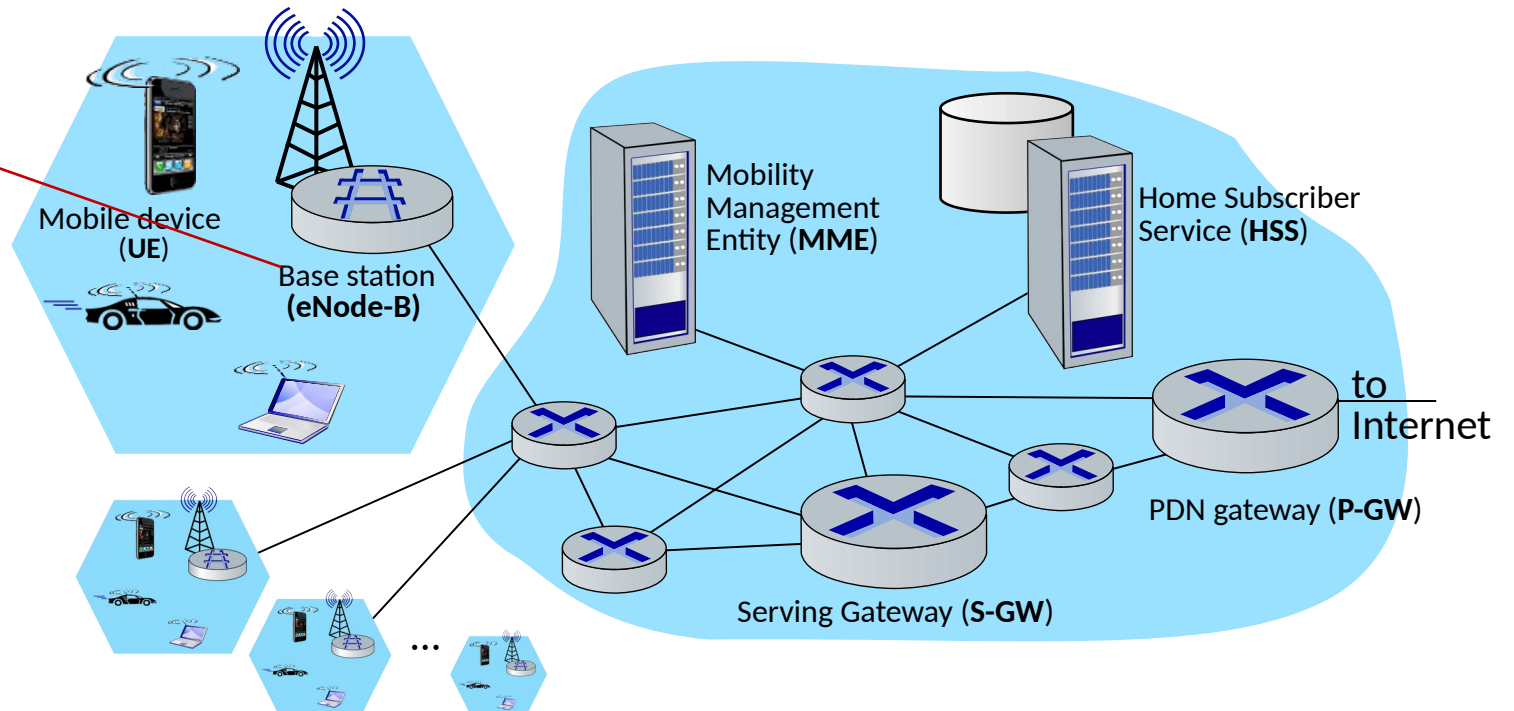 Mobile device
(UE)
Base station
(eNode-B)
Mobility
Management
Entity (MME)
Home Subscriber
Service (HSS)
to
Internet
PDN gateway (P-GW)
Serving Gateway (S-GW)
...